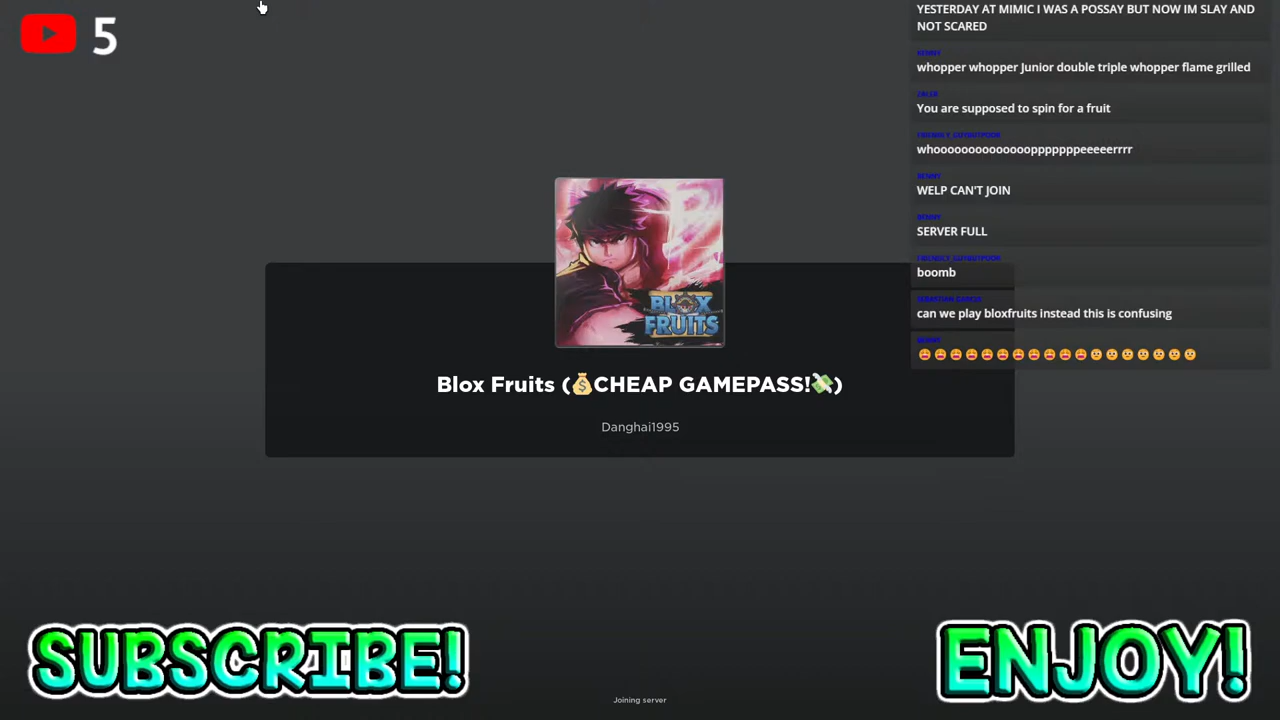 5
YESTERDAY AT MIMIC I WAS A POSSAY BUT NOW IM SLAY AND
NOT SCARED
whopper whopper Junior double triple whopper flame grilled
You are supposed to spin for a fruit
whoooooooooooooopppppppeeeeerrrr
WELP CAN'T JOIN
SERVER FULL
boomb
SEBASTIAN GARCIA
can we play bloxfruits instead this is confusing
BLOX
FRUITS
Blox Fruits (💰CHEAP GAMEPASS!💸)
Danghai1995
SUBSCRIBE!
ENJOY!
Joining server